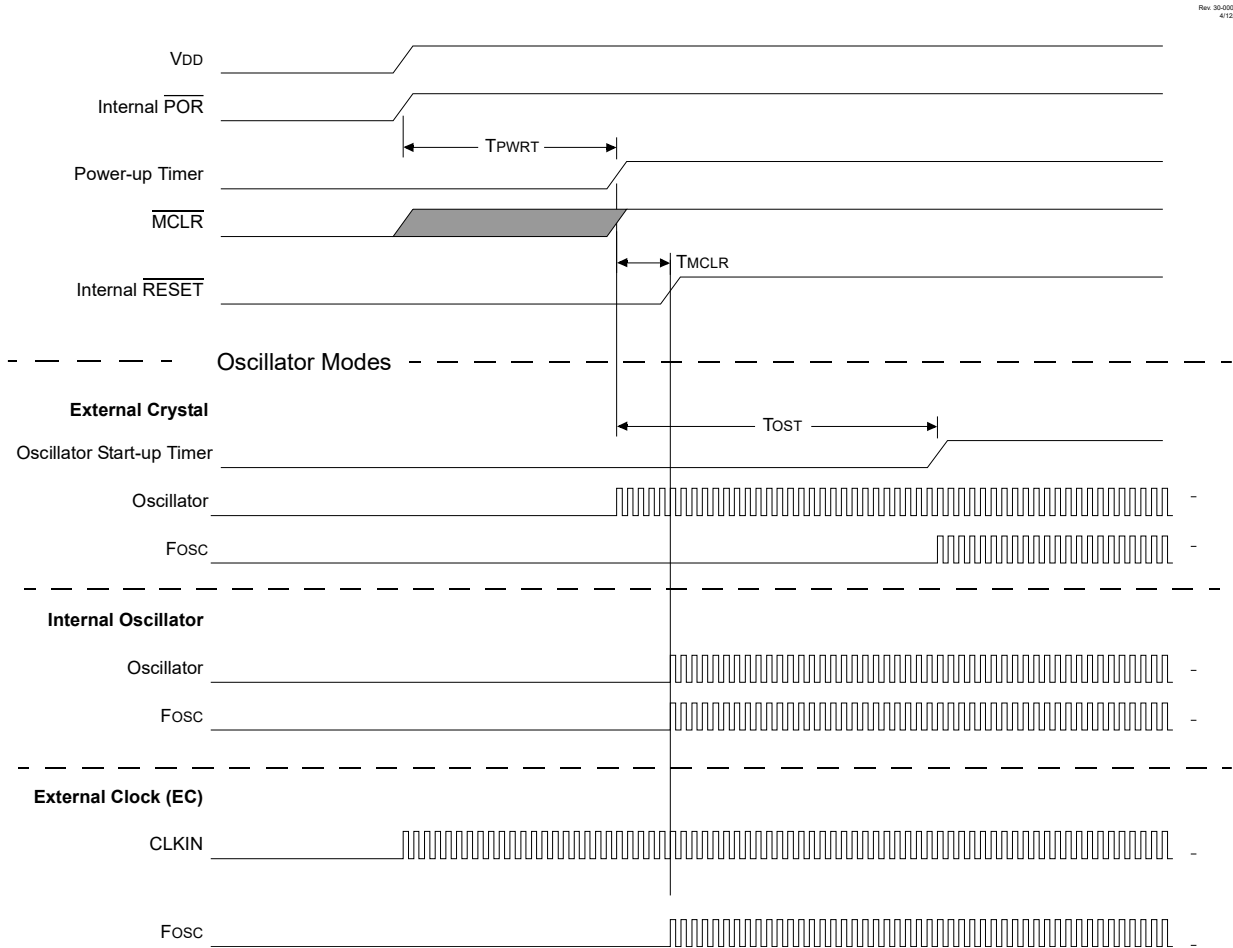 Rev. 30-000
4/12
VDD
Internal POR
TPWRT
Power-up Timer
MCLR
TMCLR
Internal RESET
Oscillator Modes
External Crystal
TOST
Oscillator Start-up Timer
Oscillator
FOSC
Internal Oscillator
Oscillator
FOSC
External Clock (EC)
CLKIN
FOSC